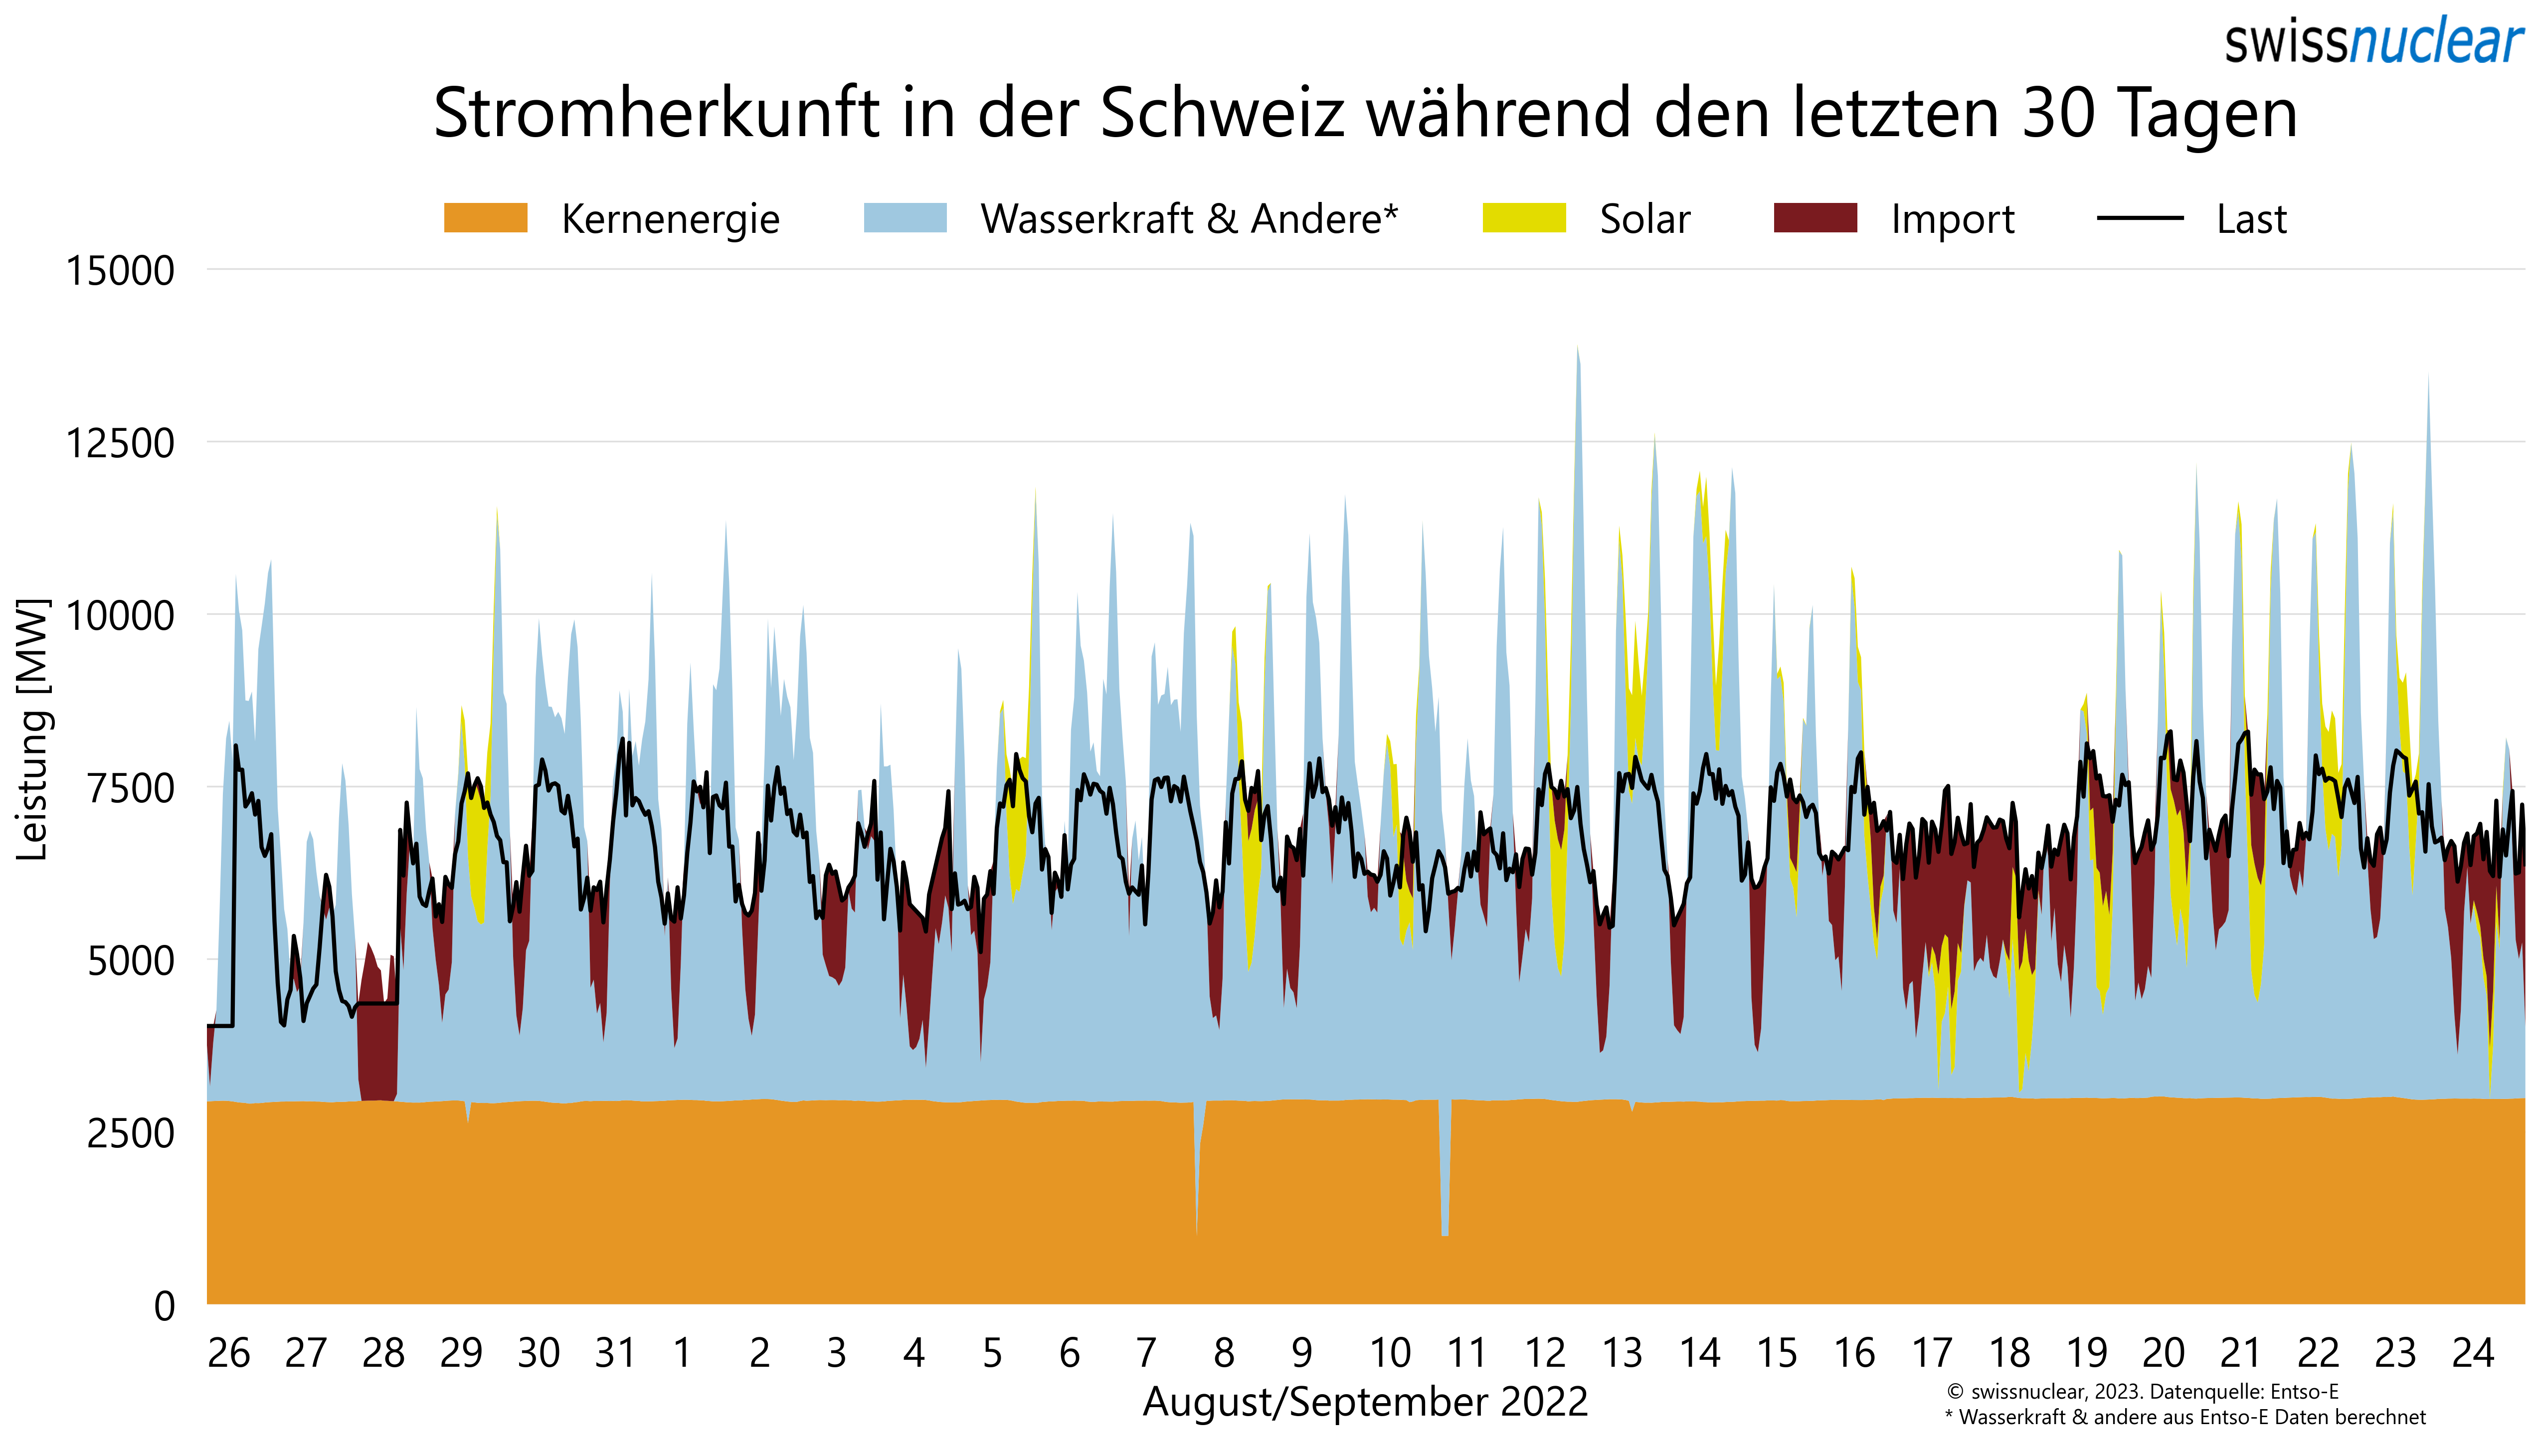 swissnuclear
Stromherkunft in der Schweiz während den letzten 30 Tagen
Kernenergie Wasserkraft & Andere* Solar Import Last
15000
12500
10000
7500
5000
2500
0
Leistung [MW]
26 27 28 29 30 31 1 2 3 4 5 6 7 8 9 10 11 12 13 14 15 16 17 18 19 20 21 22 23 24
August/September 2022
© swissnuclear, 2023. Datenquelle: Entso-E
* Wasserkraft & andere aus Entso-E Daten berechnet